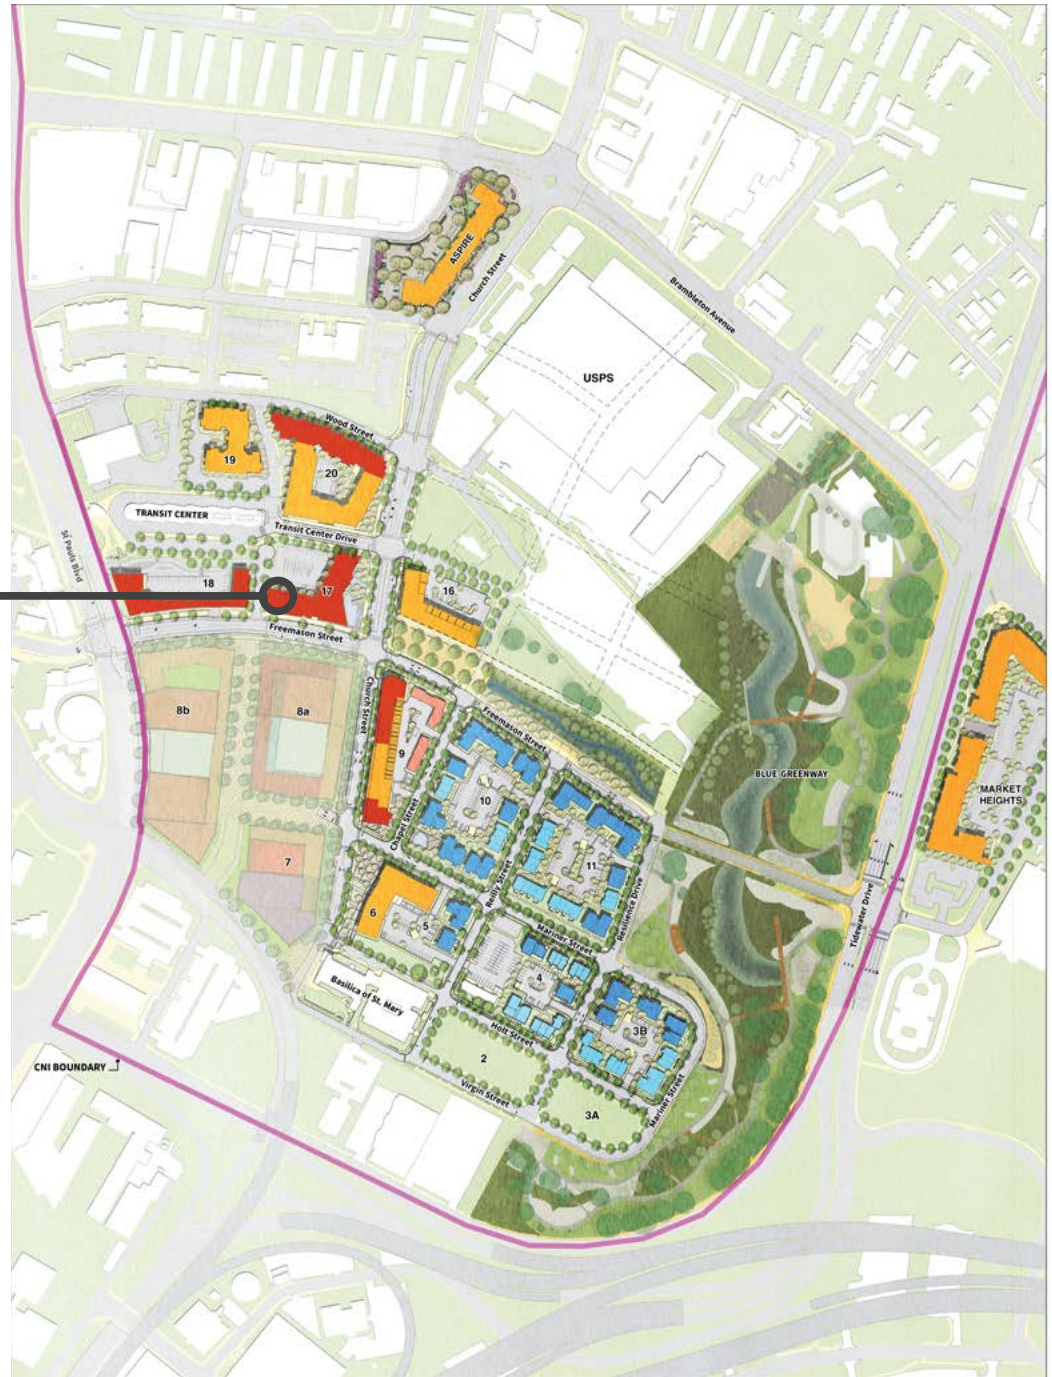 ASPIRE
Church Street
Brambleton Avenue
USPS
Wood Street
19
20
TRANSIT CENTER
Transit Center Drive
St Pauls Blvd
18
17
16
Freemason Street
8b
8a
Church Street
9
Freemason Street
BLUE GREENWAY
MARKET
HEIGHTS
10
Chapel Street
11
7
Reilly Street
Resilience Drive
6
5
Mariner Street
Tidewater Drive
4
Basilica of St. Mary
3B
Holt Street
2
CNI BOUNDARY
Virgin Street
Mariner Street
3A